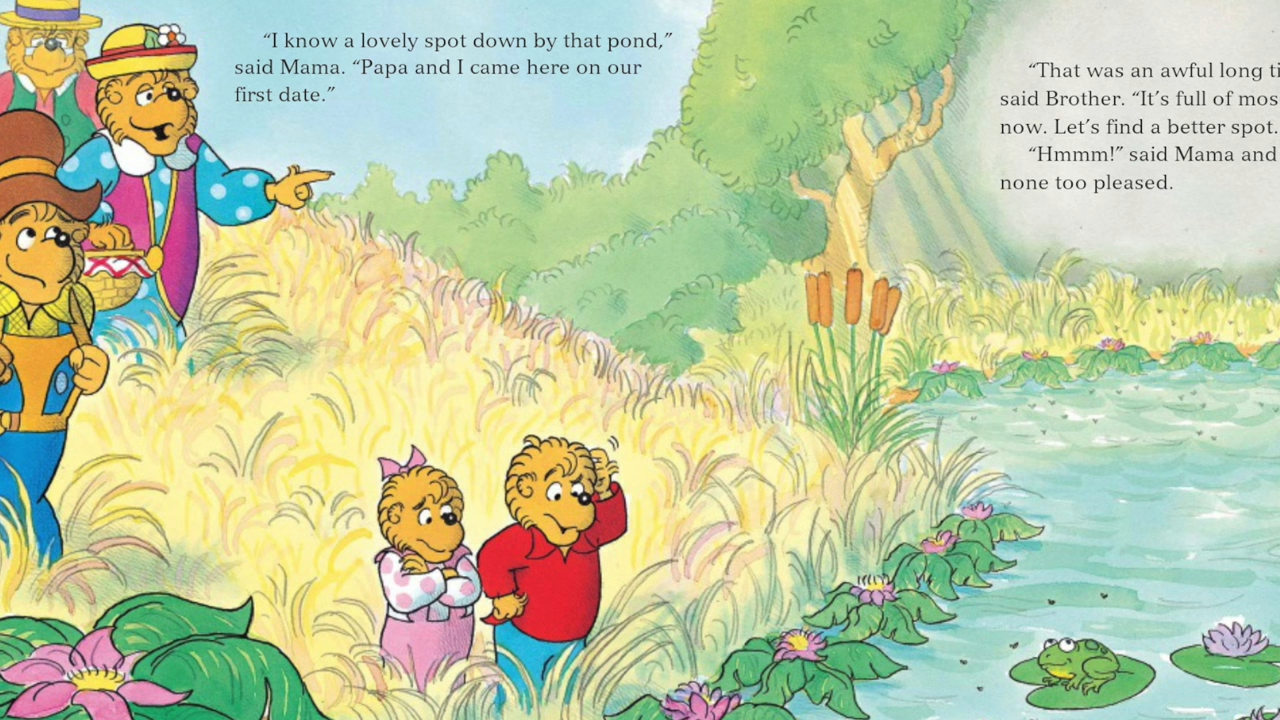 “I know a lovely spot down by that pond,”
said Mama. “Papa and I came here on our
first date.”
“That was an awful long
said Brother. “It’s full of
now. Let’s find a better spot.
“Hmmm!” said Mama and
none too pleased.